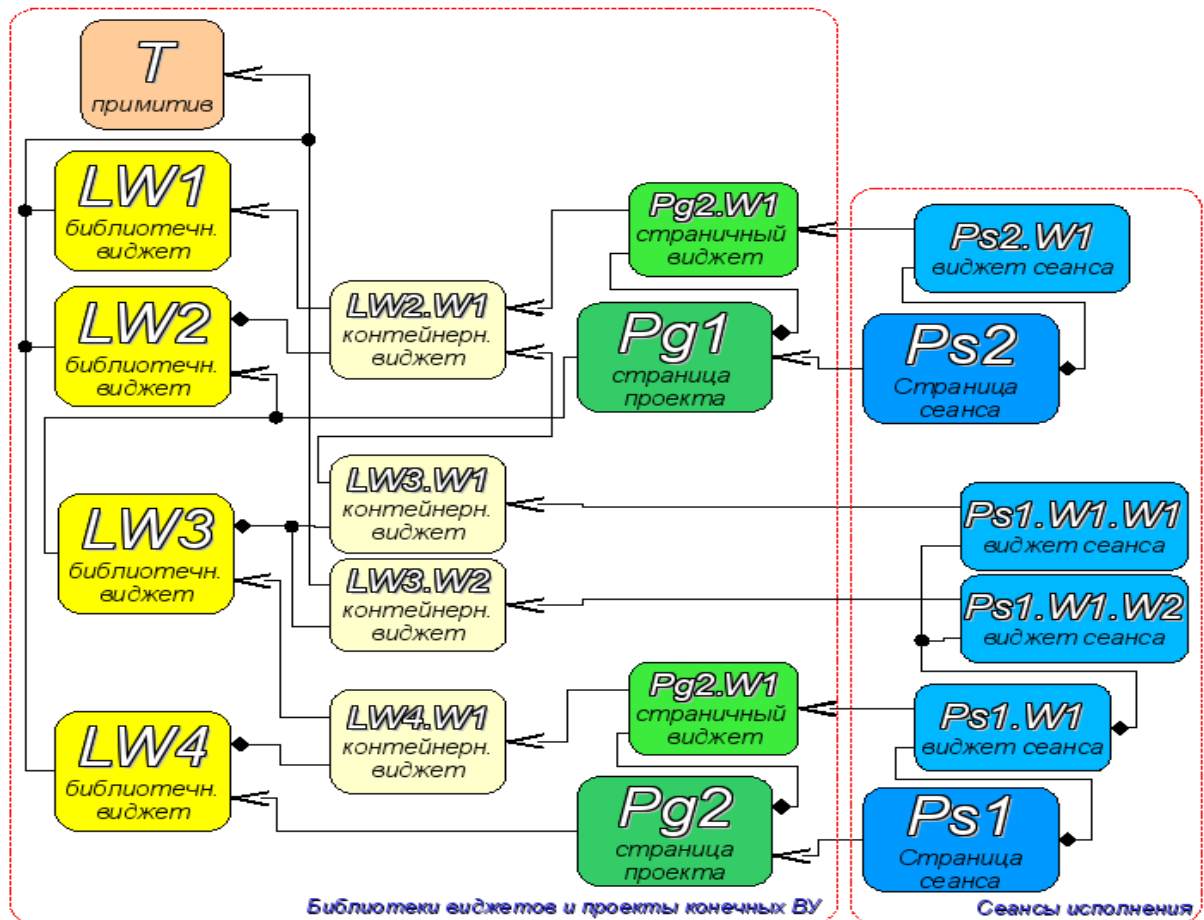 T
примитив
LW1
библиотечн.
виджет
LW2
библиотечн.
виджет
LW3
библиотечн.
виджет
LW4
библиотечн.
виджет
LW2.W1
контейнерн.
виджет
LW3.W1
контейнерн.
виджет
LW3.W2
контейнерн.
виджет
LW4.W1
контейнерн.
виджет
Pg2.W1
страничный
виджет
Pg1
страница
проекта
Pg2.W1
страничный
виджет
Pg2
страница
проекта
Библиотеки виджетов и проекты конечных ВУ
Ps2.W1
виджет сеанса
Ps2
Страница
сеанса
Ps1.W1.W1
виджет сеанса
Ps1.W1.W2
виджет сеанса
Ps1.W1
виджет сеанса
Ps1
Страница
сеанса
Сеансы исполнения